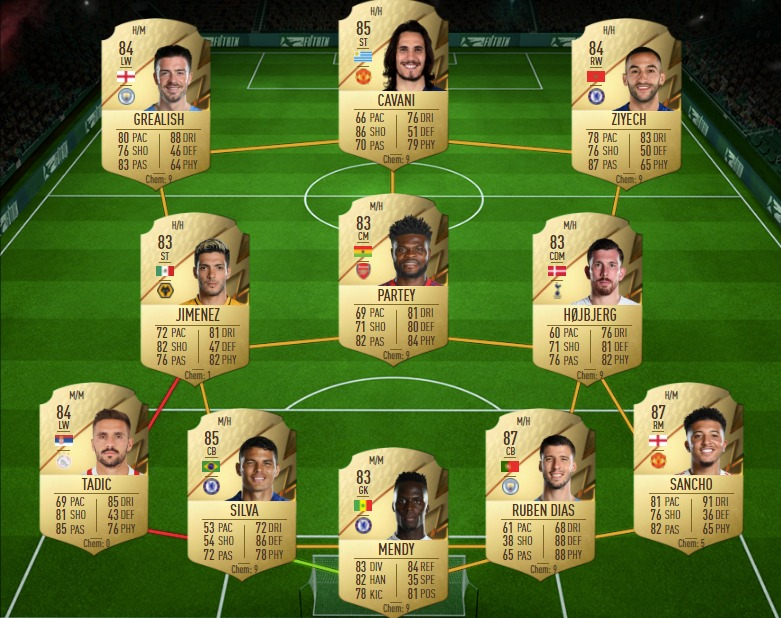 H/M
84
LW
GREALISH
80 PAC 88 DRI
76 SHO 46 DEF
83 PAS 64 PHY
Chem: 9
H/H
85
ST
CAVANI
66 PAC 76 DRI
86 SHO 51 DEF
70 PAS 79 PHY
Chem: 9
H/H
84
RW
ZIYECH
78 PAC 83 DRI
76 SHO 50 DEF
87 PAS 65 PHY
Chem: 9
H/H
83
ST
JIMENEZ
72 PAC 81 DRI
82 SHO 47 DEF
76 PAS 82 PHY
Chem: 1
M/H
83
CM
PARTEY
69 PAC 81 DRI
71 SHO 80 DEF
82 PAS 84 PHY
Chem: 9
M/H
83
CDM
HØJBJERG
60 PAC 76 DRI
71 SHO 81 DEF
76 PAS 82 PHY
Chem: 9
M/M
84
LW
TADIC
69 PAC 85 DRI
81 SHO 43 DEF
85 PAS 76 PHY
Chem: 0
M/H
85
CB
SILVA
53 PAC 72 DRI
54 SHO 86 DEF
72 PAS 78 PHY
Chem: 9
M/M
83
GK
MENDY
83 DIV 84 REF
82 HAN 35 SPE
78 KIC 81 POS
Chem: 9
M/H
87
CB
RUBEN DIAS
61 PAC 68 DRI
38 SHO 88 DEF
65 PAS 88 PHY
Chem: 9
H/M
87
RM
SANCHO
81 PAC 91 DRI
76 SHO 36 DEF
82 PAS 65 PHY
Chem: 5